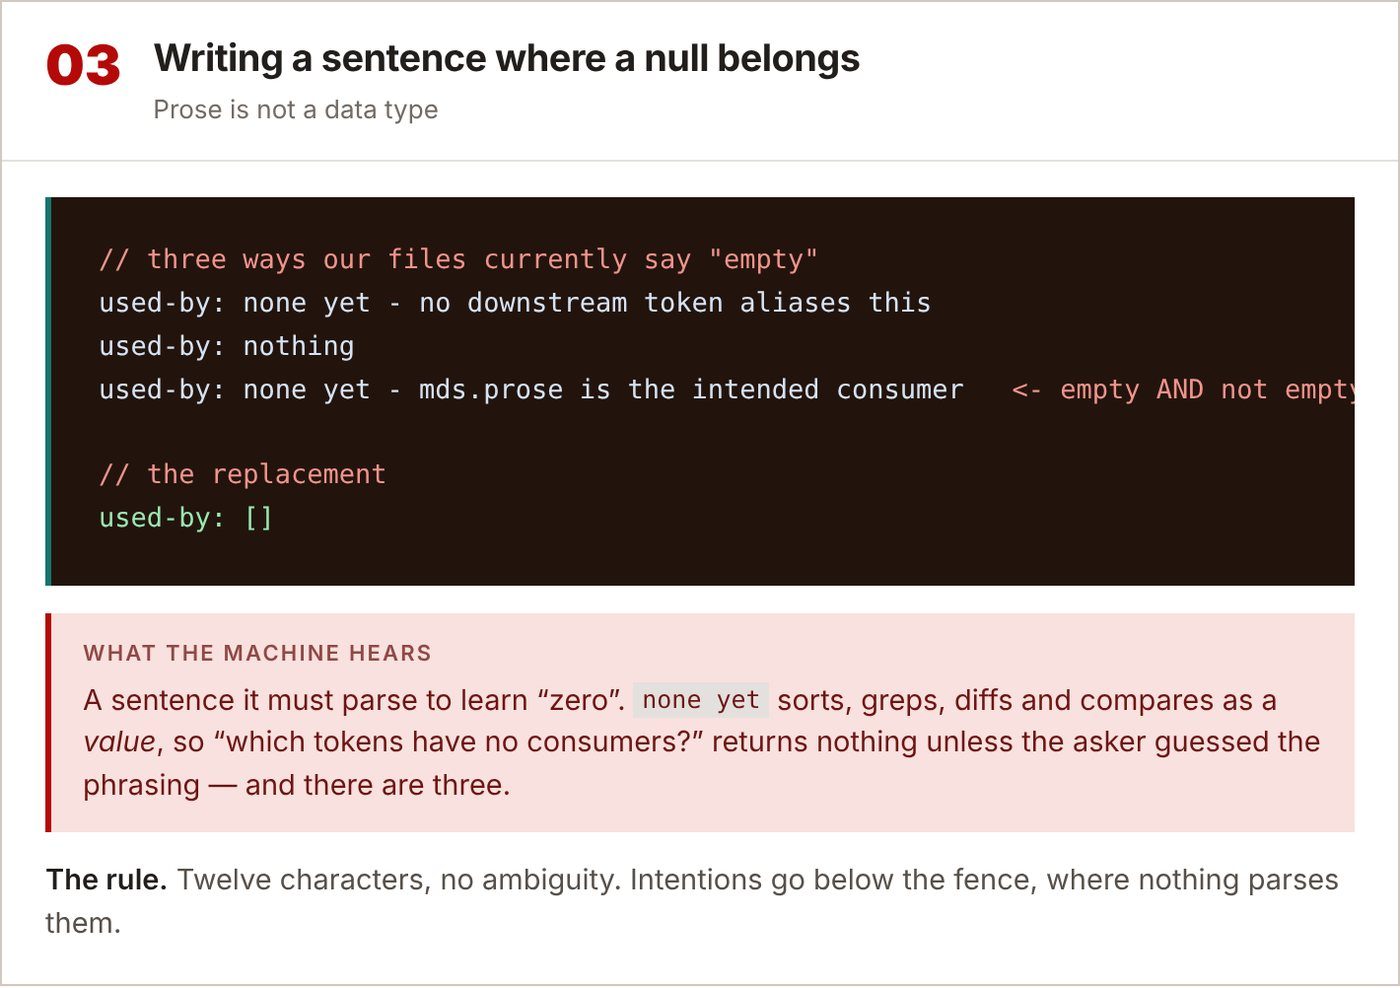 03
Writing a sentence where a null belongs
Prose is not a data type
// three ways our files currently say "empty"
used-by: none yet - no downstream token aliases this
used-by: nothing
used-by: none yet - mds.prose is the intended consumer   <- empty AND not empty
// the replacement
used-by: []
WHAT THE MACHINE HEARS
A sentence it must parse to learn “zero”. none yet sorts, greps, diffs and compares as a
value, so “which tokens have no consumers?” returns nothing unless the asker guessed the
phrasing — and there are three.
The rule. Twelve characters, no ambiguity. Intentions go below the fence, where nothing parses
them.